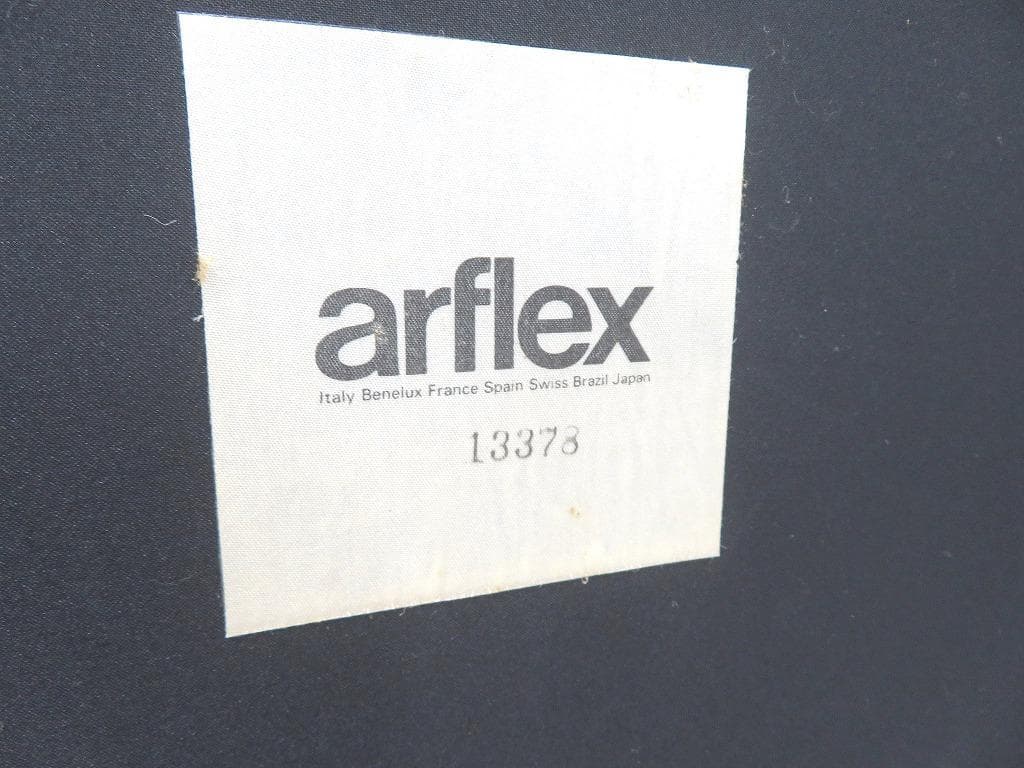 arflex
Italy Benelux France Spain Swiss Brazil Japan
13378